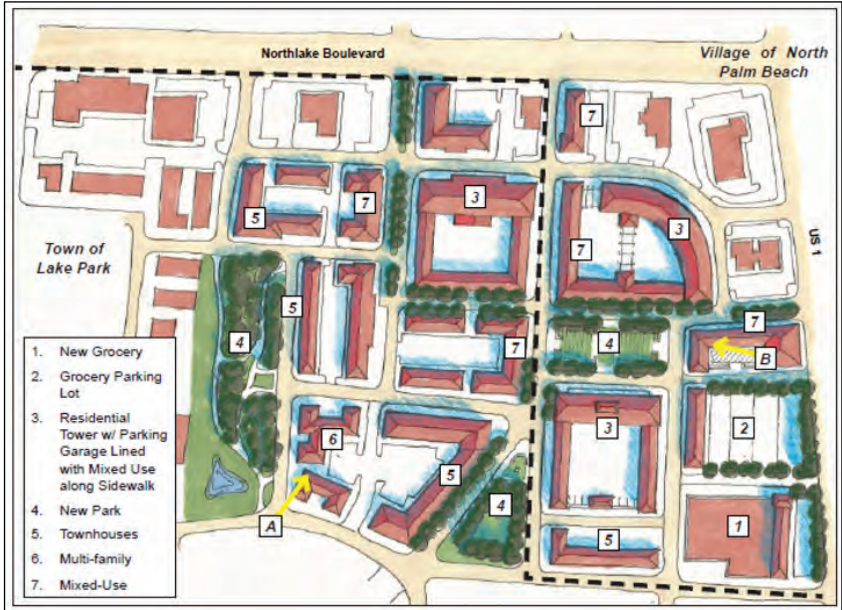 Northlake Boulevard
Village of North
Palm Beach
7
3
7
5
7
3
US 1
Town of
Lake Park
5
4
7
4
7
B
7
1. New Grocery
2. Grocery Parking
Lot
3. Residential
Tower w/ Parking
Garage Lined
with Mixed Use
along Sidewalk
4. New Park
5. Townhouses
6. Multi-family
7. Mixed-Use
6
3
2
5
4
A
1
5